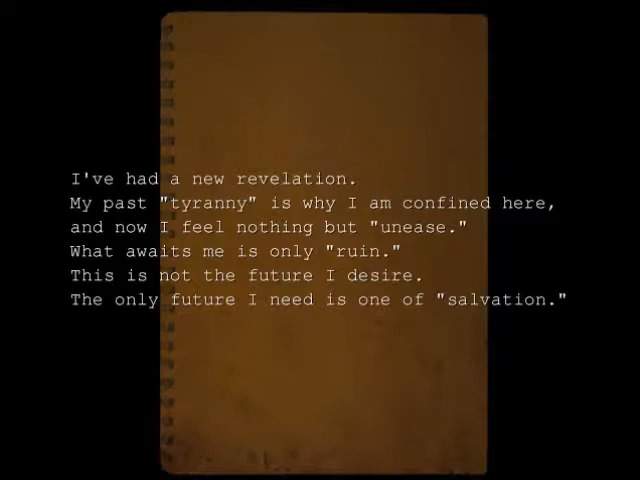 I've had a new revelation.
My past "tyranny" is why I am confined here,
and now I feel nothing but "unease."
What awaits me is only "ruin."
This is not the future I desire.
The only future I need is one of "salvation."